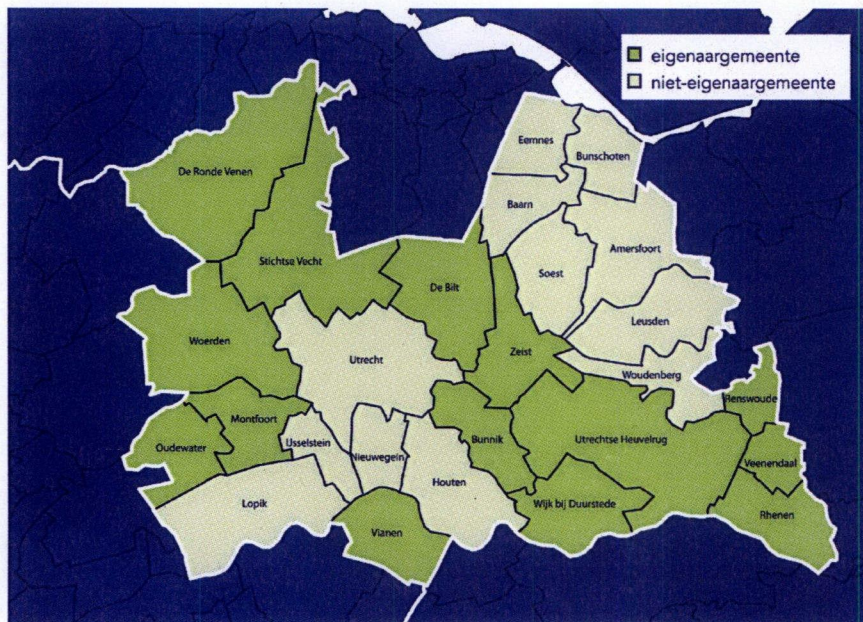 eigenaargemeente
niet-eigenaargemeente
Eemnes
Bunschoten
De Ronde Venen
Baarn
Amersfoort
Stichtse Vecht
Soest
De Bilt
Leusden
Woerden
Zeist
Utrecht
Woudenberg
Renswoude
Montfoort
Oudewater
IJsselstein
Bunnik
Utrechtse Heuvelrug
Nieuwegein
Veenendaal
Houten
Lopik
Wijk bij Duurstede
Rhenen
Vianen